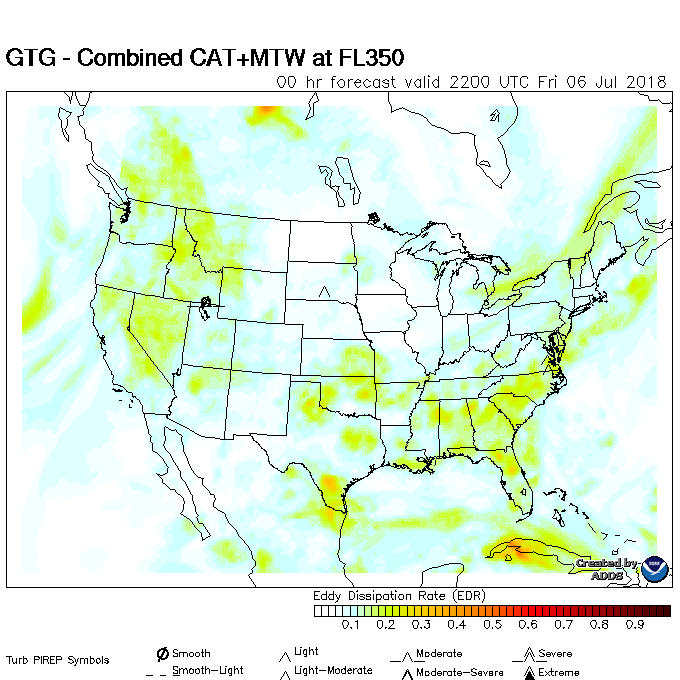 GTG - Combined CAT+MTW at FL350
00 hr forecast valid 2200 UTC Fri 06 Jul 2018
Created by
ADDS
Eddy Dissipation Rate (EDR)
0.1 0.2 0.3 0.4 0.5 0.6 0.7 0.8 0.9
Turb PIREP Symbols
Smooth Light Moderate Severe
Smooth-Light Light-Moderate Moderate-Severe Extreme